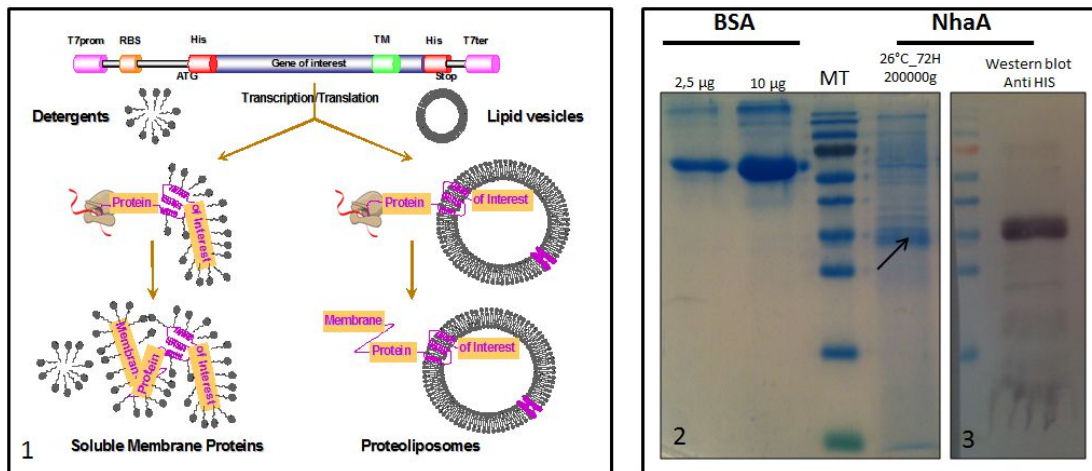 T7prom RBS His TM His T7ter
Gene of interest
ATG Stop
Transcription/Translation
Detergents Lipid vesicles
Protein of Interest
Protein of Interest
Membran-
Protein
of Interest
Membrane
Protein of Interest
Soluble Membrane Proteins Proteoliposomes
1
BSA NhaA
2,5 µg 10 µg MT 26°C_72H
200000g
Western blot
Anti HIS
2 3